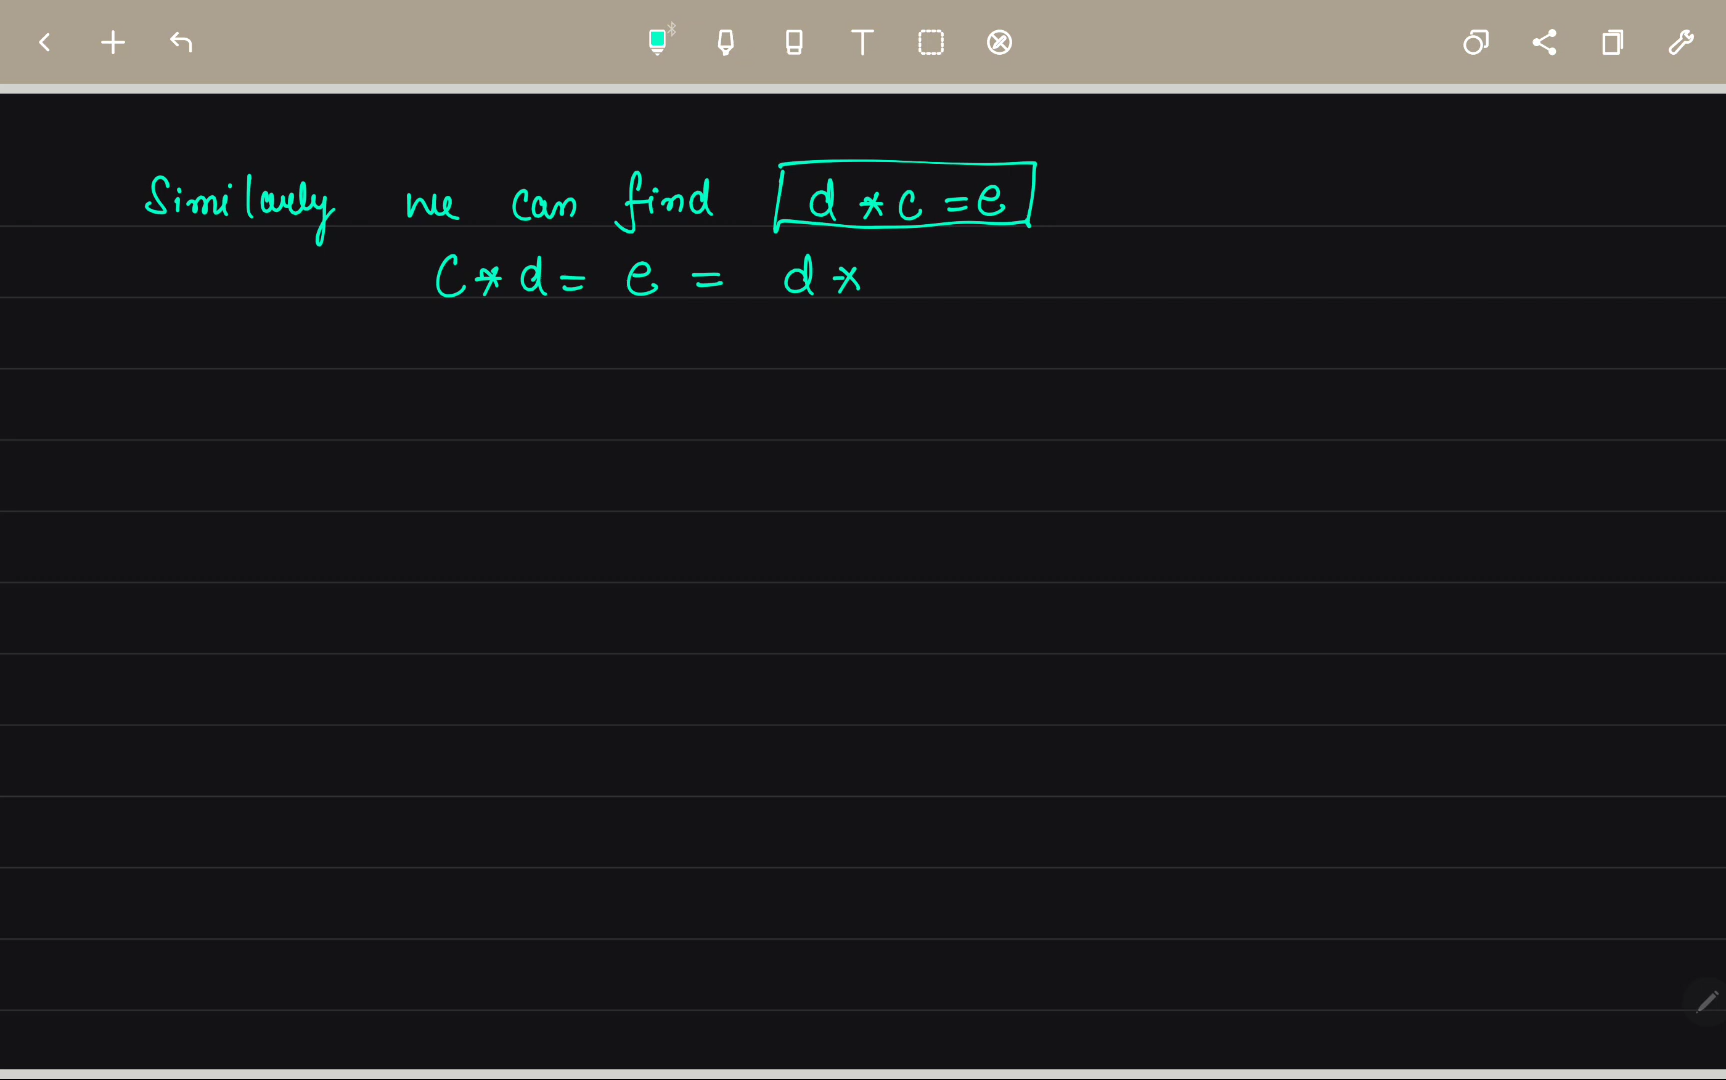 Similarly we can find d * c = e
C * d = e = d *